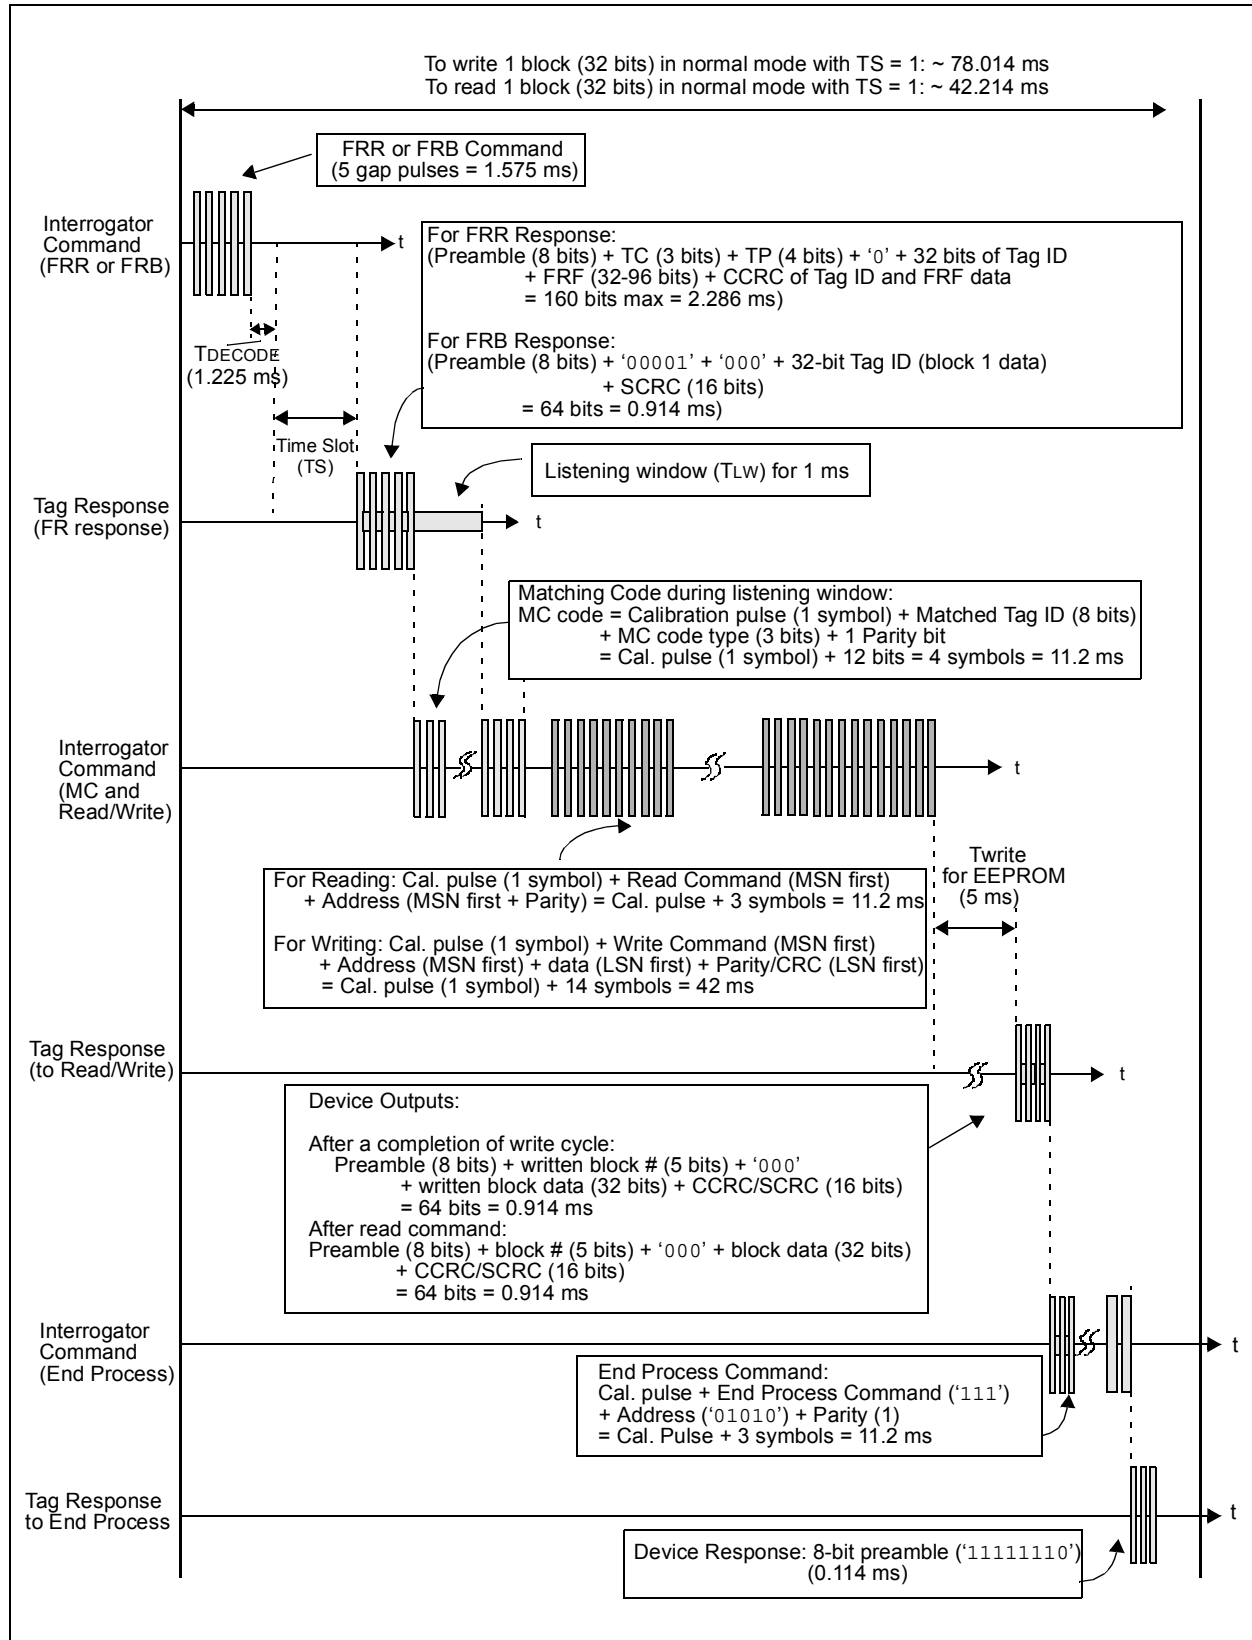 To write 1 block (32 bits) in normal mode with TS = 1: ~ 78.014 ms
To read 1 block (32 bits) in normal mode with TS = 1: ~ 42.214 ms
FRR or FRB Command
(5 gap pulses = 1.575 ms)
Interrogator
Command
(FRR or FRB)
t
For FRR Response:
(Preamble (8 bits) + TC (3 bits) + TP (4 bits) + ‘0’ + 32 bits of Tag ID
+ FRF (32-96 bits) + CCRC of Tag ID and FRF data
= 160 bits max = 2.286 ms)
For FRB Response:
(Preamble (8 bits) + ‘00001’ + ‘000’ + 32-bit Tag ID (block 1 data)
+ SCRC (16 bits)
= 64 bits = 0.914 ms)
TDECODE
(1.225 ms)
Time Slot
(TS)
Listening window (TLW) for 1 ms
Tag Response
(FR response)
t
Matching Code during listening window:
MC code = Calibration pulse (1 symbol) + Matched Tag ID (8 bits)
+ MC code type (3 bits) + 1 Parity bit
= Cal. pulse (1 symbol) + 12 bits = 4 symbols = 11.2 ms
Interrogator
Command
(MC and
Read/Write)
t
Twrite
for EEPROM
(5 ms)
For Reading: Cal. pulse (1 symbol) + Read Command (MSN first)
+ Address (MSN first + Parity) = Cal. pulse + 3 symbols = 11.2 ms
For Writing: Cal. pulse (1 symbol) + Write Command (MSN first)
+ Address (MSN first) + data (LSN first) + Parity/CRC (LSN first)
= Cal. pulse (1 symbol) + 14 symbols = 42 ms
Tag Response
(to Read/Write)
t
Device Outputs:
After a completion of write cycle:
Preamble (8 bits) + written block # (5 bits) + ‘000’
+ written block data (32 bits) + CCRC/SCRC (16 bits)
= 64 bits = 0.914 ms
After read command:
Preamble (8 bits) + block # (5 bits) + ‘000’ + block data (32 bits)
+ CCRC/SCRC (16 bits)
= 64 bits = 0.914 ms
Interrogator
Command
(End Process)
t
End Process Command:
Cal. pulse + End Process Command (‘111’)
+ Address (‘01010’) + Parity (1)
= Cal. Pulse + 3 symbols = 11.2 ms
Tag Response
to End Process
t
Device Response: 8-bit preamble (‘11111110’)
(0.114 ms)